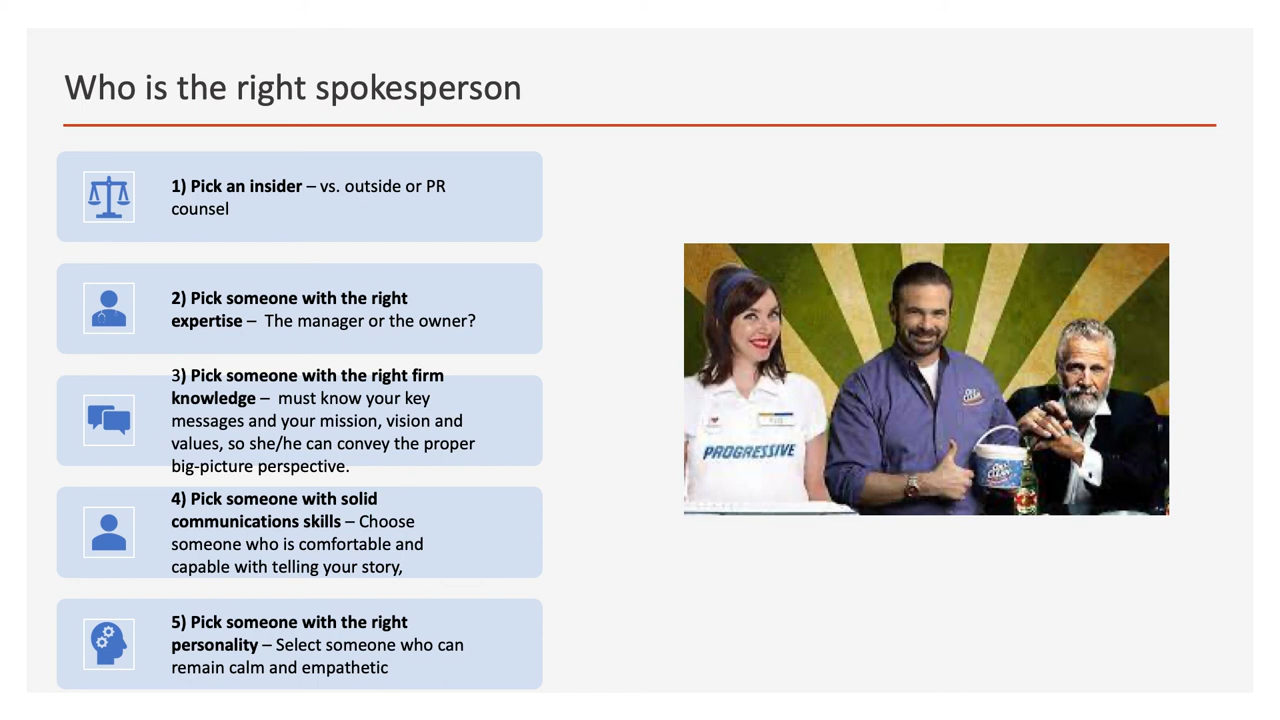 Who is the right spokesperson
1) Pick an insider – vs. outside or PR
counsel
2) Pick someone with the right
expertise –  The manager or the owner?
3) Pick someone with the right firm
knowledge –  must know your key
messages and your mission, vision and
values, so she/he can convey the proper
big-picture perspective.
4) Pick someone with solid
communications skills – Choose
someone who is comfortable and
capable with telling your story,
5) Pick someone with the right
personality – Select someone who can
remain calm and empathetic
PROGRESSIVE